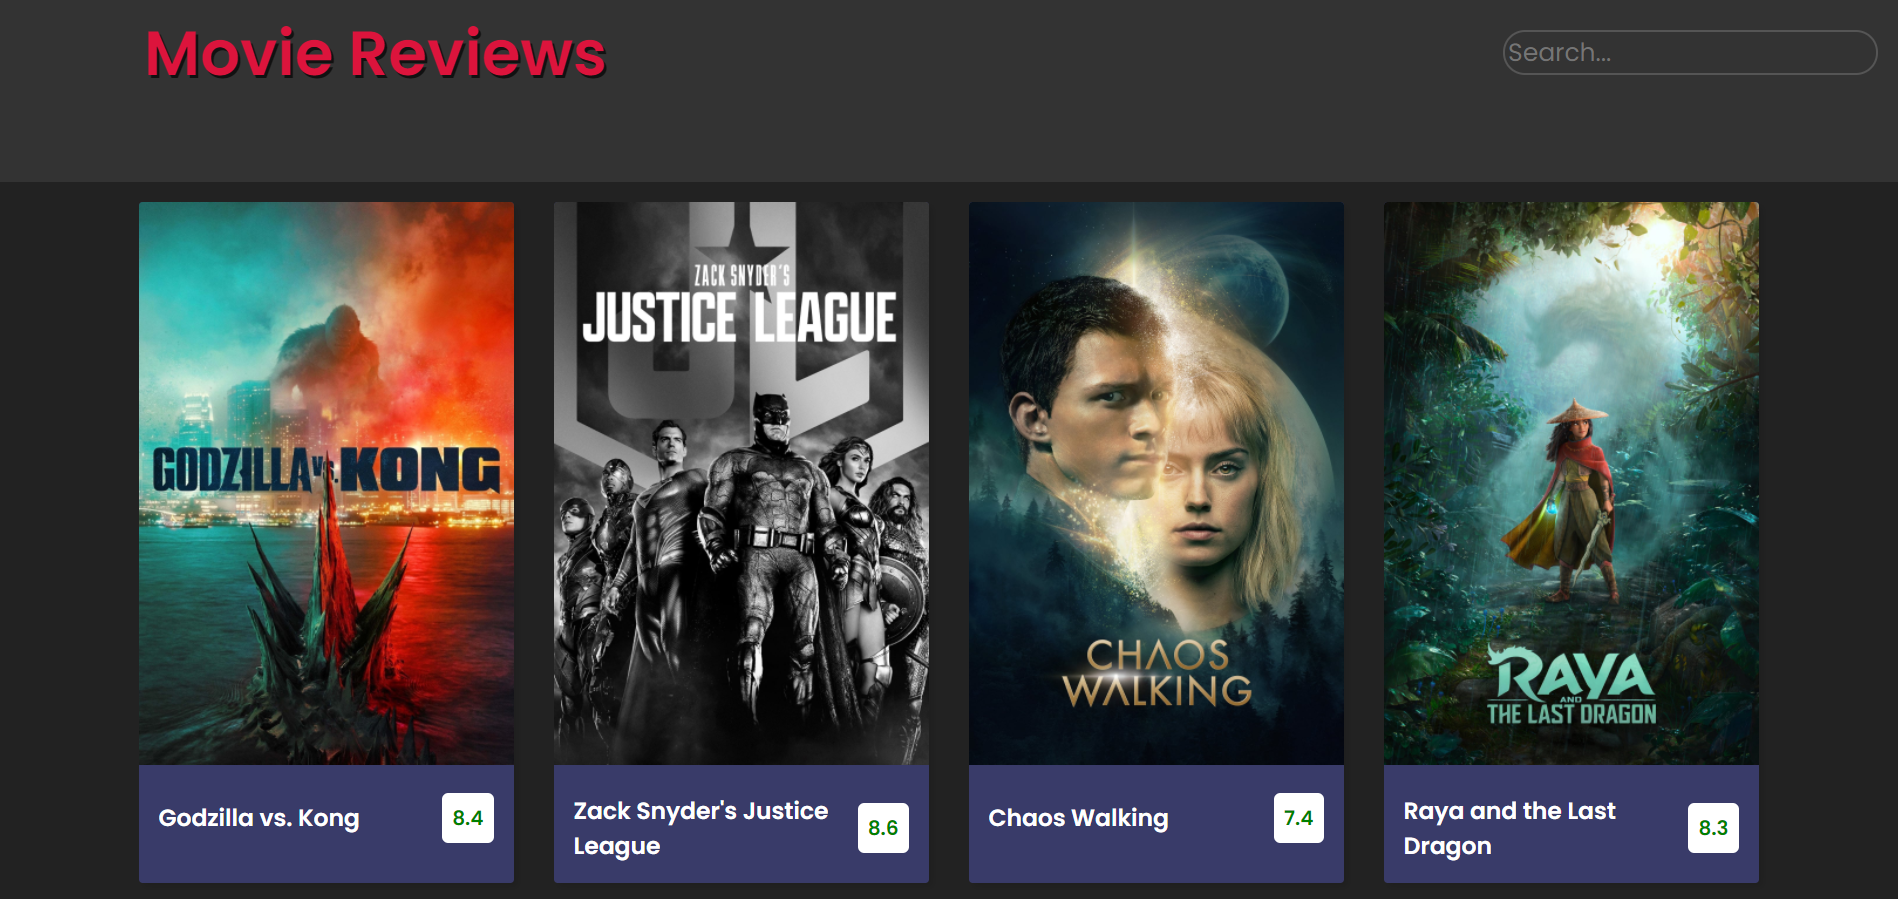 Movie Reviews
Search...
GODZILLA vs. KONG
ZACK SNYDER'S
JUSTICE LEAGUE
CHAOS
WALKING
RAYA
AND
THE LAST DRAGON
Godzilla vs. Kong
8.4
Zack Snyder's Justice
League
8.6
Chaos Walking
7.4
Raya and the Last
Dragon
8.3